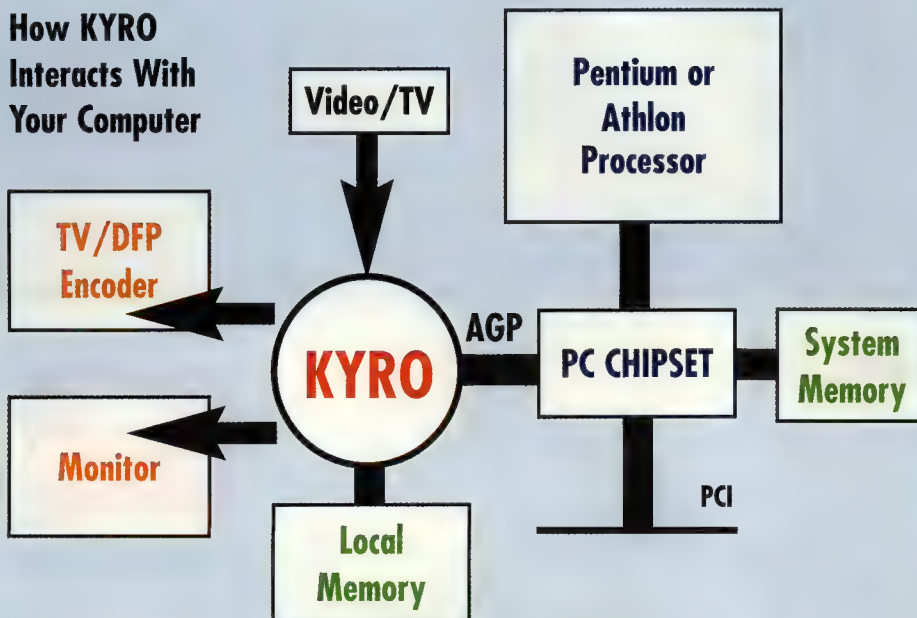 How KYRO
Interacts With
Your Computer
Video/TV
Pentium or
Athlon
Processor
TV/DFP
Encoder
KYRO
AGP
PC CHIPSET
System
Memory
Monitor
PCI
Local
Memory